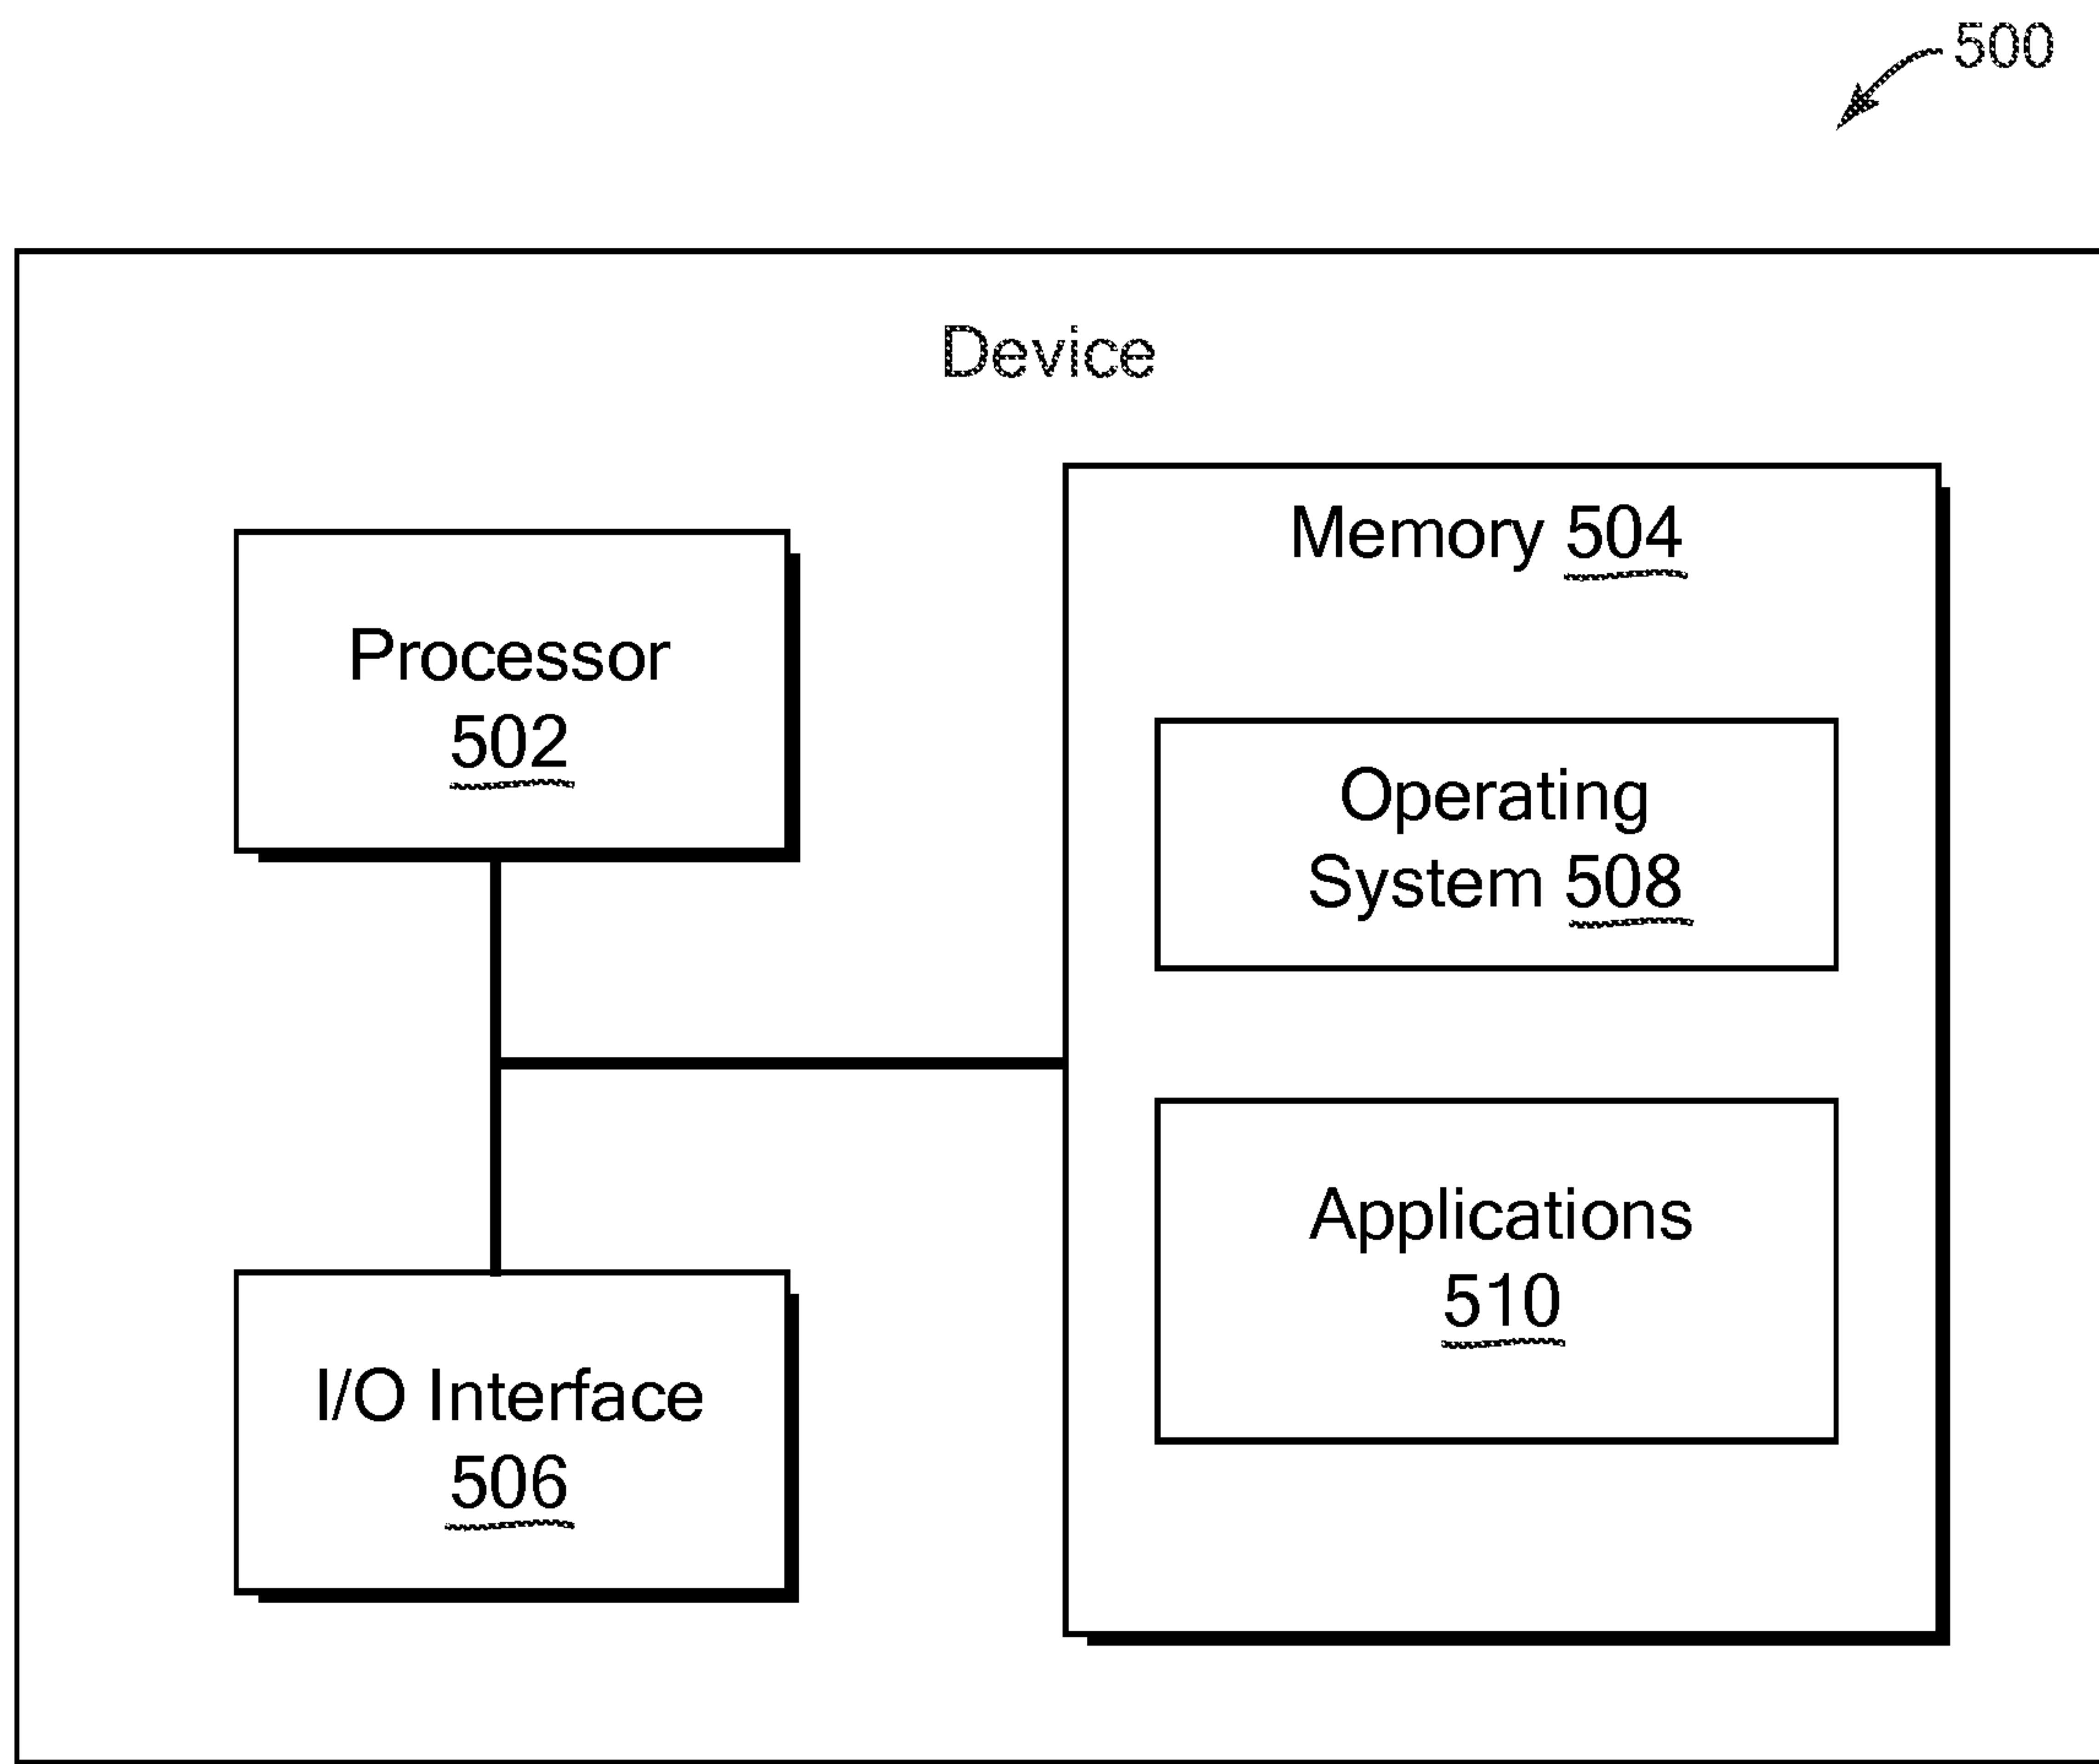 500
Device
Processor
502
Memory 504
Operating
System 508
Applications
510
I/O Interface
506